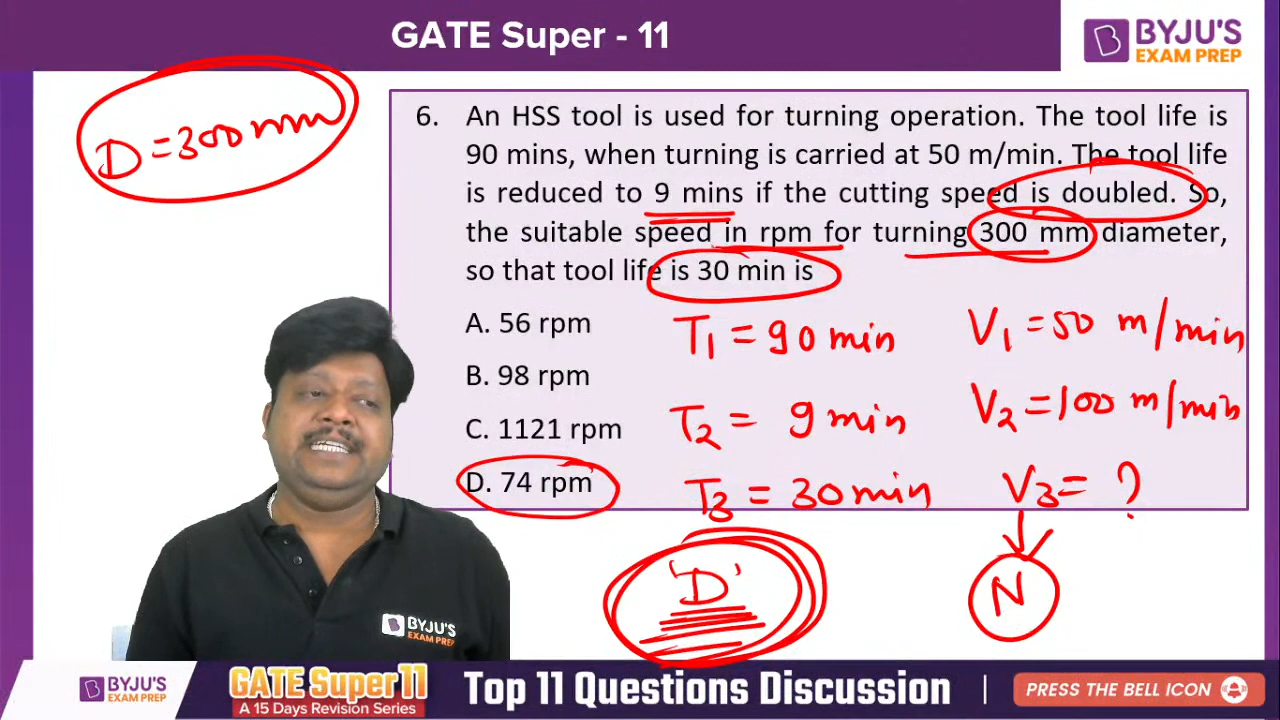 GATE Super - 11
BYJU'S
EXAM PREP
D = 300 mm
6. An HSS tool is used for turning operation. The tool life is
90 mins, when turning is carried at 50 m/min. The tool life
is reduced to 9 mins if the cutting speed is doubled. So,
the suitable speed in rpm for turning 300 mm diameter,
so that tool life is 30 min is
A. 56 rpm
B. 98 rpm
C. 1121 rpm
D. 74 rpm
T1 = 90 min
V1 = 50 m/min
T2 = 9 min
V2 = 100 m/min
T3 = 30 min
V3 = ?
'D'
N
BYJU'S
EXAM PREP
BYJU'S
EXAM PREP
GATE Super 11
A 15 Days Revision Series
Top 11 Questions Discussion
PRESS THE BELL ICON